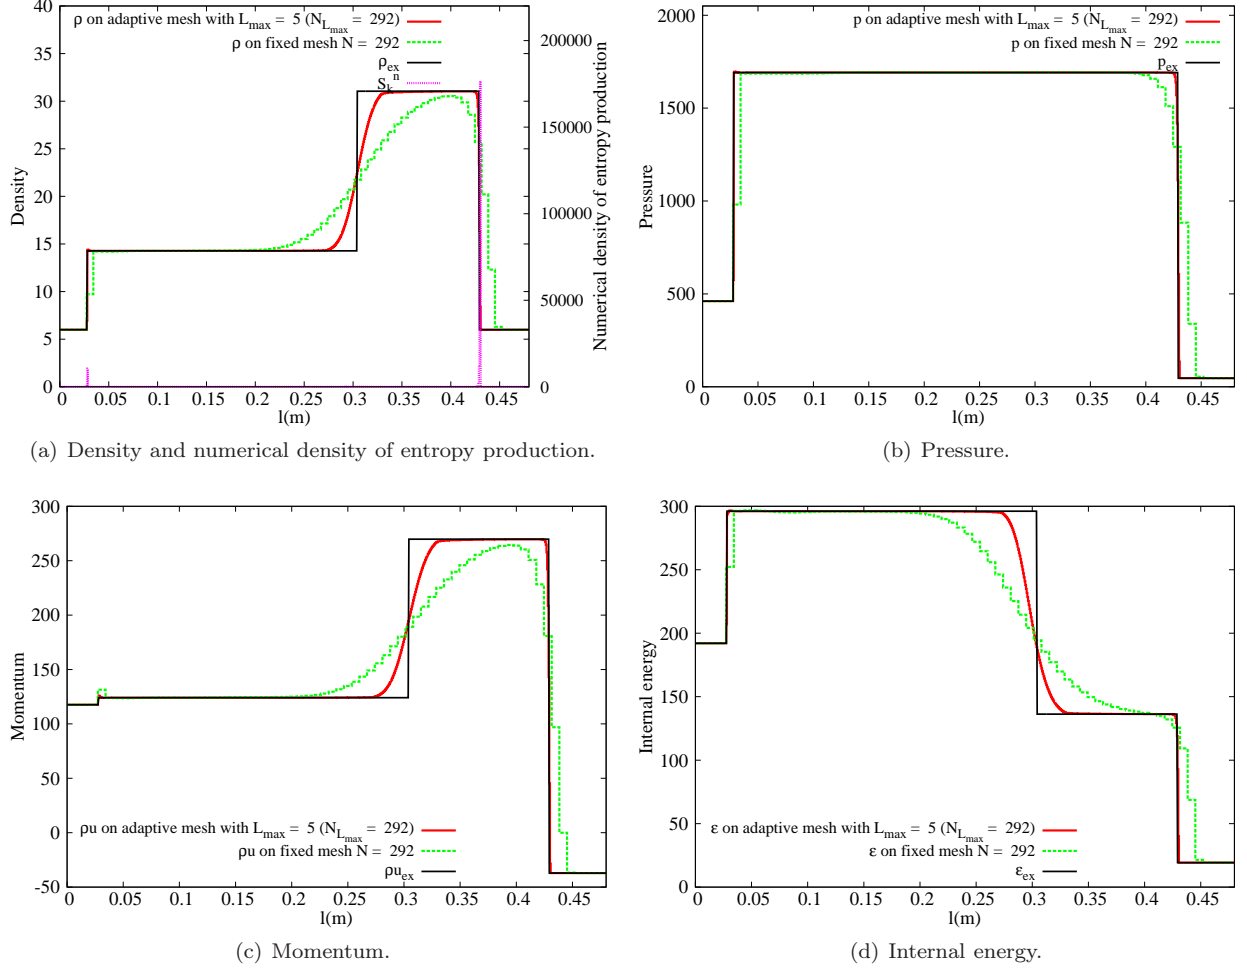 ρ on adaptive mesh with L_max = 5 (N_L_max = 292)
ρ on fixed mesh N = 292
ρ_ex
S_k^n
40
35
30
25
20
15
10
5
0
Density
200000
150000
100000
50000
0
Numerical density of entropy production
0 0.05 0.1 0.15 0.2 0.25 0.3 0.35 0.4 0.45
l(m)
(a) Density and numerical density of entropy production.
p on adaptive mesh with L_max = 5 (N_L_max = 292)
p on fixed mesh N = 292
p_ex
2000
1500
1000
500
0
Pressure
0 0.05 0.1 0.15 0.2 0.25 0.3 0.35 0.4 0.45
l(m)
(b) Pressure.
300
250
200
150
100
50
0
-50
Momentum
ρu on adaptive mesh with L_max = 5 (N_L_max = 292)
ρu on fixed mesh N = 292
ρu_ex
0 0.05 0.1 0.15 0.2 0.25 0.3 0.35 0.4 0.45
l(m)
(c) Momentum.
300
250
200
150
100
50
0
Internal energy
ε on adaptive mesh with L_max = 5 (N_L_max = 292)
ε on fixed mesh N = 292
ε_ex
0 0.05 0.1 0.15 0.2 0.25 0.3 0.35 0.4 0.45
l(m)
(d) Internal energy.